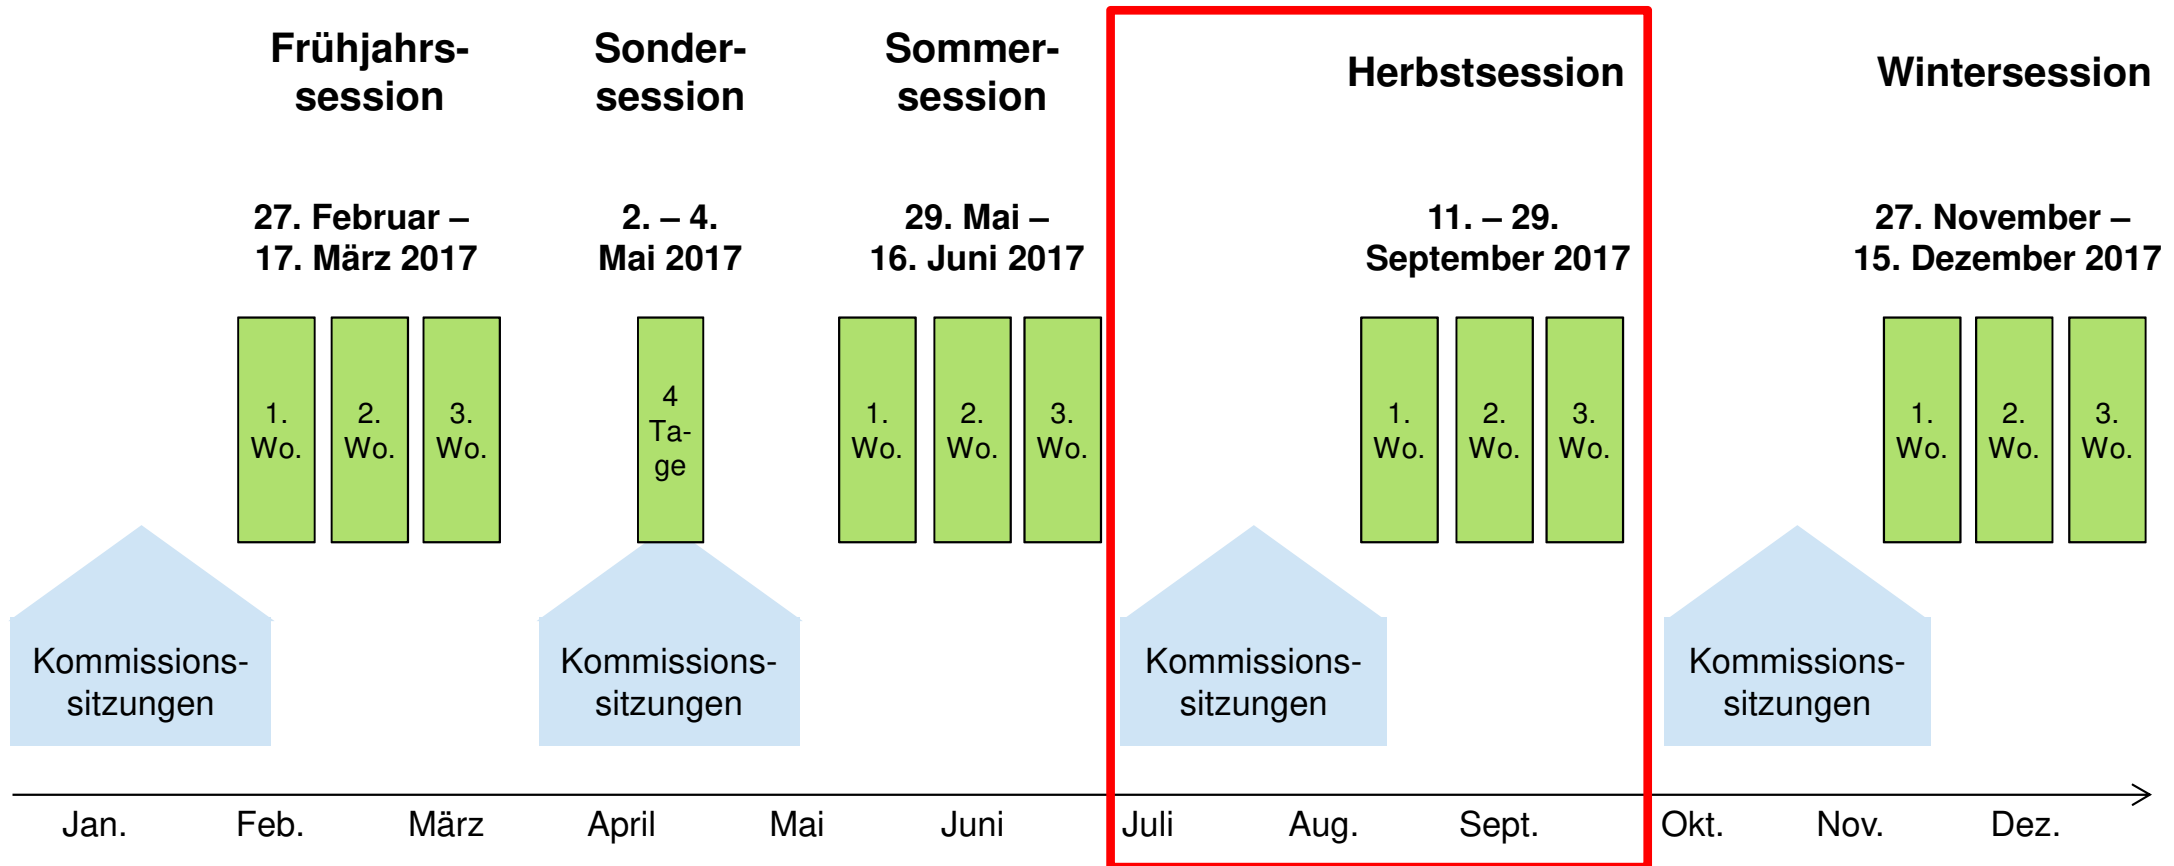 Frühjahrs-
session
Sonder-
session
Sommer-
session
Herbstsession
Wintersession
27. Februar –
17. März 2017
2. – 4.
Mai 2017
29. Mai –
16. Juni 2017
11. – 29.
September 2017
27. November –
15. Dezember 2017
1.
Wo.
2.
Wo.
3.
Wo.
4
Ta-
ge
1.
Wo.
2.
Wo.
3.
Wo.
1.
Wo.
2.
Wo.
3.
Wo.
1.
Wo.
2.
Wo.
3.
Wo.
Kommissions-
sitzungen
Kommissions-
sitzungen
Kommissions-
sitzungen
Kommissions-
sitzungen
Jan. Feb. März April Mai Juni Juli Aug. Sept. Okt. Nov. Dez.